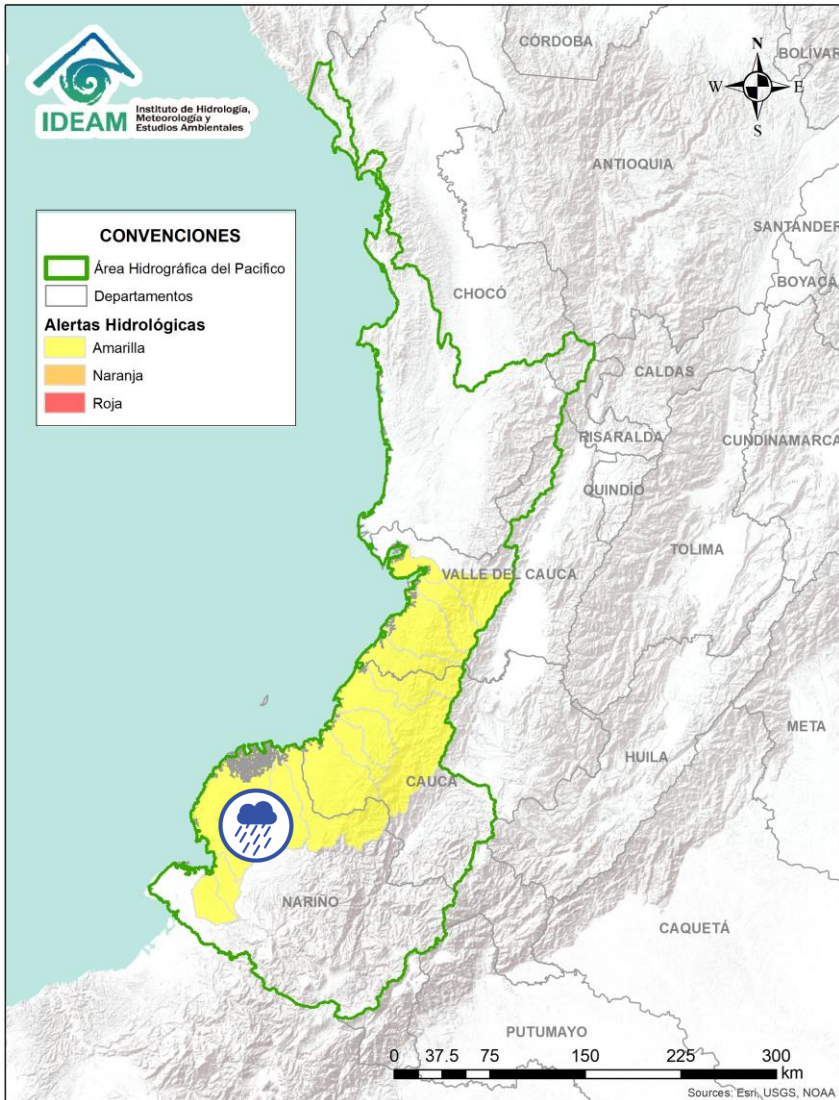 IDEAM
Instituto de Hidrología,
Meteorología y
Estudios Ambientales
CÓRDOBA
BOLÍVAR
N
W
E
S
ANTIOQUIA
SANTANDER
BOYACÁ
CONVENCIONES
Área Hidrográfica del Pacifico
Departamentos
Alertas Hidrológicas
Amarilla
Naranja
Roja
CHOCÓ
CALDAS
RISARALDA
CUNDINAMARCA
QUINDÍO
TOLIMA
VALLE DEL CAUCA
META
HUILA
CAUCA
NARIÑO
CAQUETÁ
PUTUMAYO
0 37.5 75 150 225 300
km
Sources: Esri, USGS, NOAA